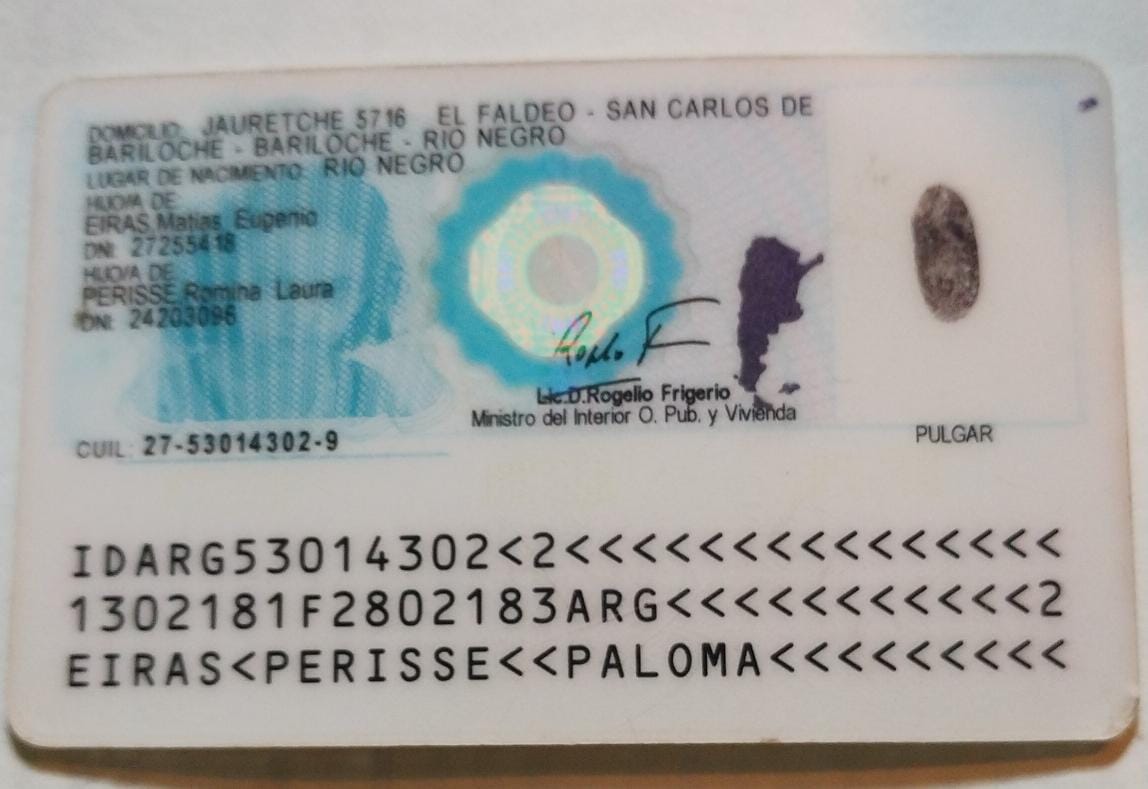 DOMICILIO: JAURETCHE 5716 EL FALDEO - SAN CARLOS DE
BARILOCHE - BARILOCHE - RIO NEGRO
LUGAR DE NACIMIENTO: RIO NEGRO
HIJO/A DE:
EIRAS Matias Eugenio
DNI: 27255418
HIJO/A DE:
PERISSE Romina Laura
DNI: 24203096
Lic.D.Rogelio Frigerio
Ministro del Interior O. Pub. y Vivienda
PULGAR
CUIL: 27-53014302-9
IDARG53014302<2<<<<<<<<<<<<<<<
1302181F2802183ARG<<<<<<<<<<<2
EIRAS<PERISSE<<PALOMA<<<<<<<<<